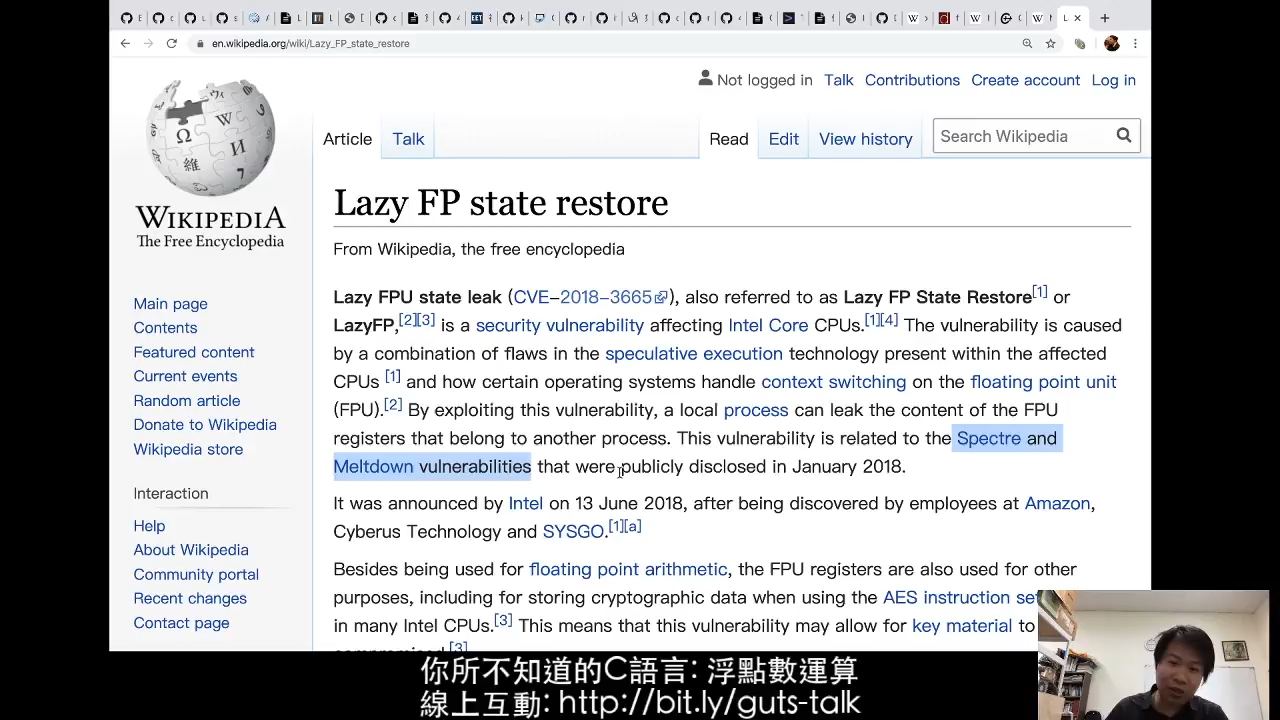 en.wikipedia.org/wiki/Lazy_FP_state_restore
Not logged in Talk Contributions Create account Log in
Article Talk Read Edit View history Search Wikipedia
WIKIPEDIA
The Free Encyclopedia
Main page
Contents
Featured content
Current events
Random article
Donate to Wikipedia
Wikipedia store
Interaction
Help
About Wikipedia
Community portal
Recent changes
Contact page
Lazy FP state restore
From Wikipedia, the free encyclopedia
Lazy FPU state leak (CVE-2018-3665), also referred to as Lazy FP State Restore[1] or
LazyFP,[2][3] is a security vulnerability affecting Intel Core CPUs.[1][4] The vulnerability is caused
by a combination of flaws in the speculative execution technology present within the affected
CPUs [1] and how certain operating systems handle context switching on the floating point unit
(FPU).[2] By exploiting this vulnerability, a local process can leak the content of the FPU
registers that belong to another process. This vulnerability is related to the Spectre and
Meltdown vulnerabilities that were publicly disclosed in January 2018.
It was announced by Intel on 13 June 2018, after being discovered by employees at Amazon,
Cyberus Technology and SYSGO.[1][a]
Besides being used for floating point arithmetic, the FPU registers are also used for other
purposes, including for storing cryptographic data when using the AES instruction
in many Intel CPUs.[3] This means that this vulnerability may allow for key material to
你所不知道的C語言: 浮點數運算
線上互動: http://bit.ly/guts-talk